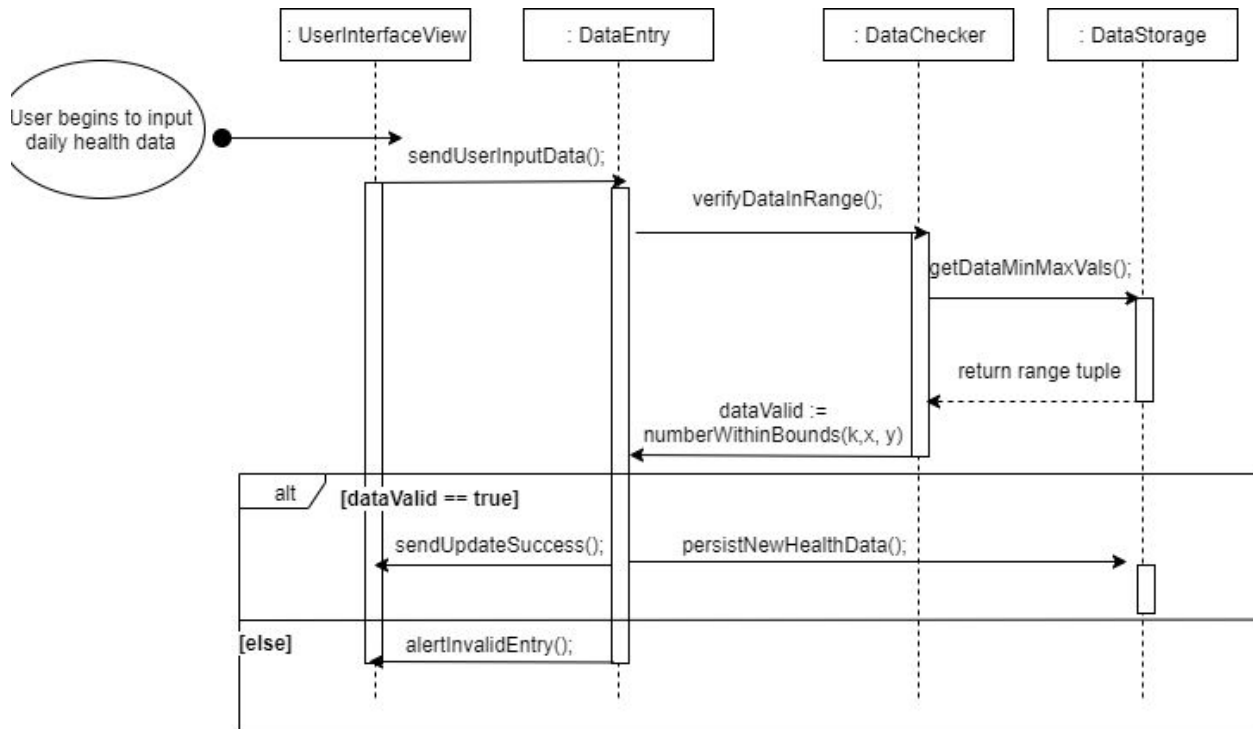 : UserInterfaceView
: DataEntry
: DataChecker
: DataStorage
User begins to input
daily health data
sendUserInputData();
verifyDataInRange();
getDataMinMaxVals();
return range tuple
dataValid :=
numberWithinBounds(k,x, y)
alt
[dataValid == true]
sendUpdateSuccess();
persistNewHealthData();
[else]
alertInvalidEntry();